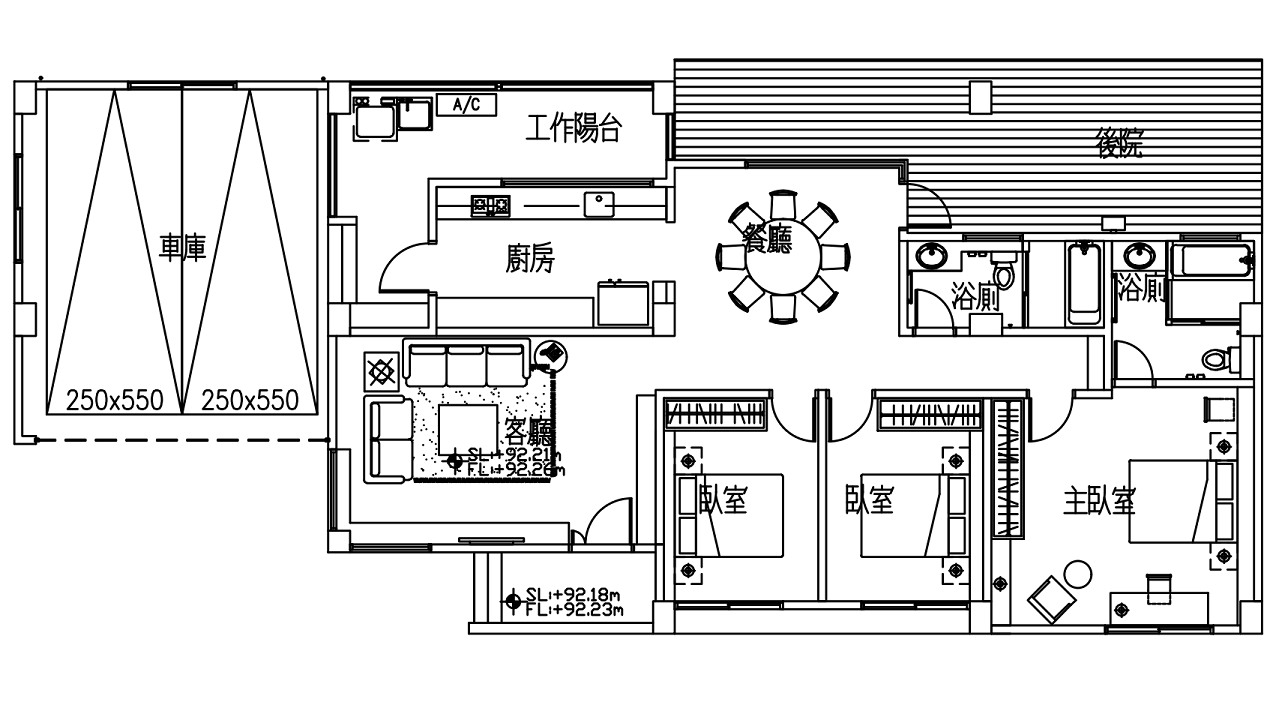 A/C
工作陽台
後院
車庫
廚房
餐廳
浴廁
浴廁
250x550
250x550
客廳
SL:+92.21m
FL:+92.26m
臥室
臥室
主臥室
SL:+92.18m
FL:+92.23m